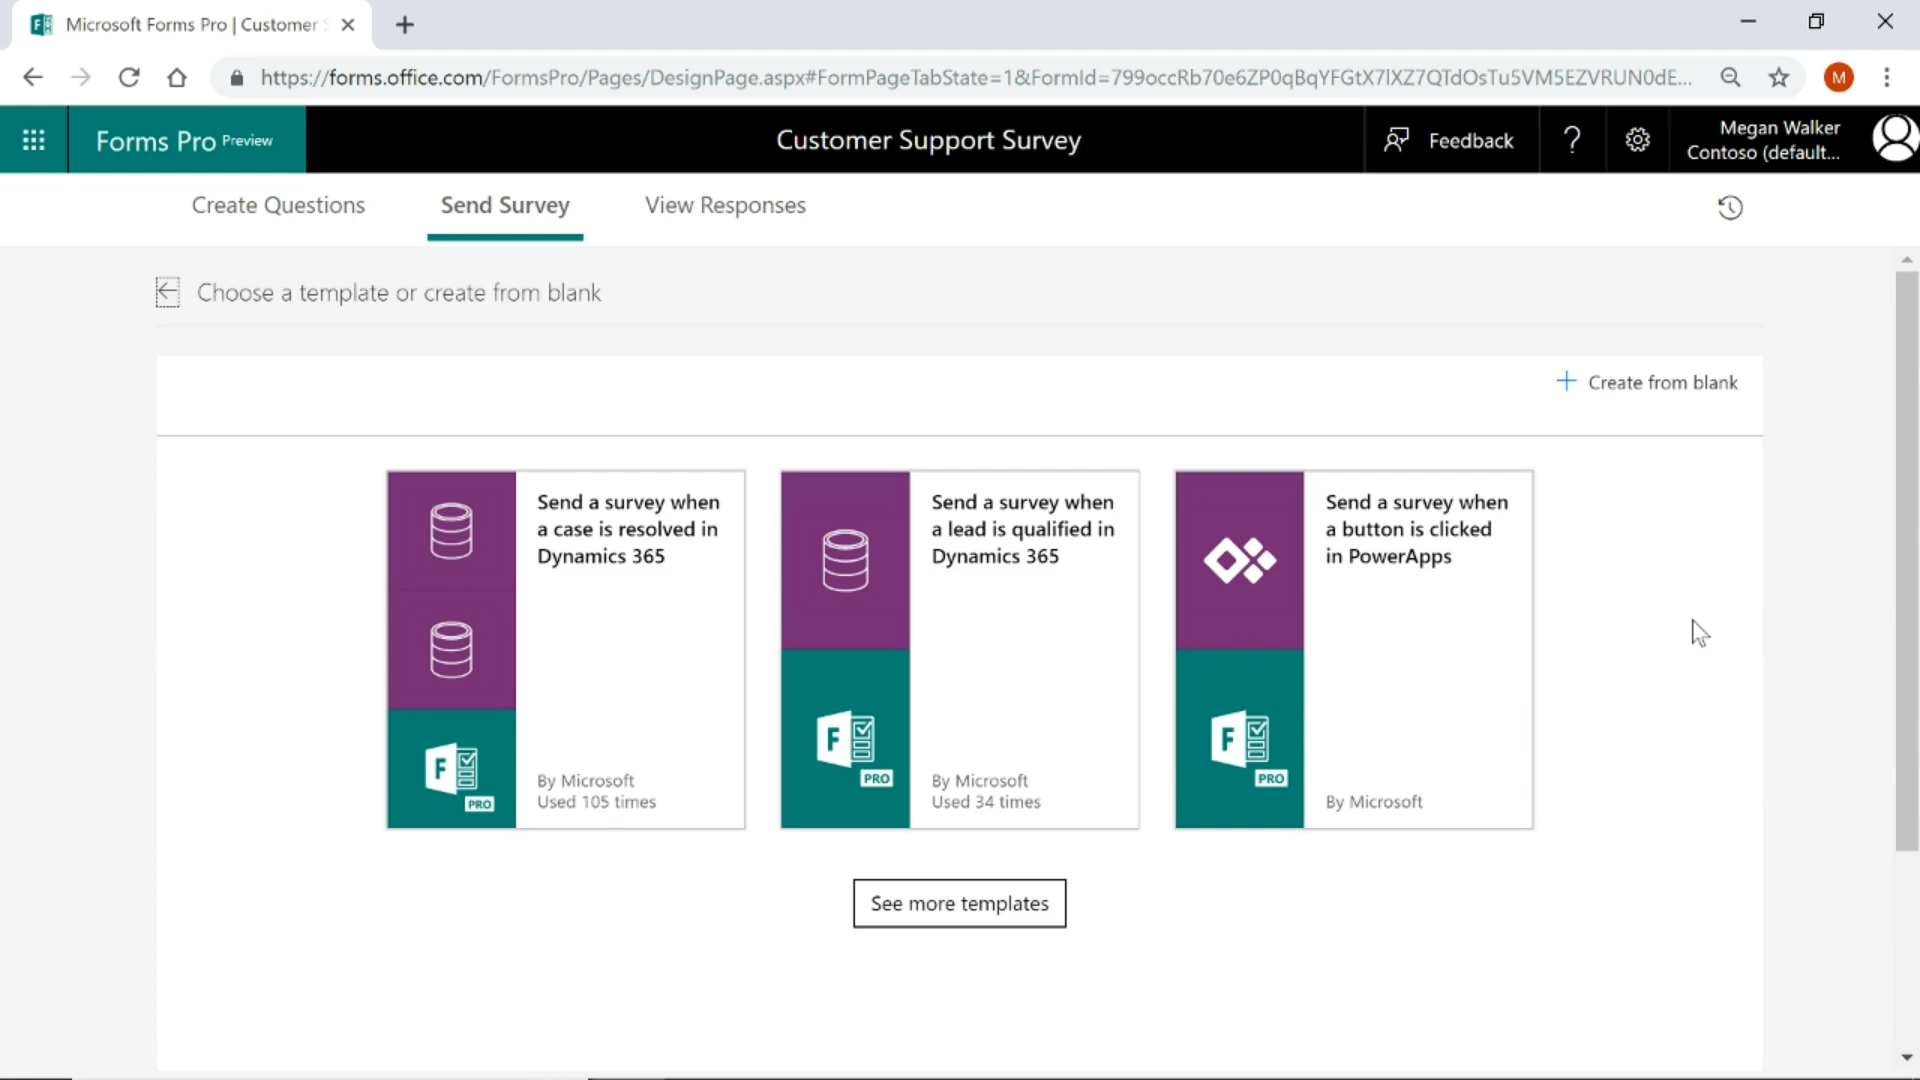 Microsoft Forms Pro | Customer
https://forms.office.com/FormsPro/Pages/DesignPage.aspx#FormPageTabState=1&FormId=799occRb70e6ZP0qBqYFGtX7lXZ7QTdOsTu5VM5EZVRUN0dE...
M
Forms Pro Preview
Customer Support Survey
Feedback
?
Megan Walker
Contoso (default...
Create Questions
Send Survey
View Responses
Choose a template or create from blank
Create from blank
Send a survey when
a case is resolved in
Dynamics 365
By Microsoft
Used 105 times
F
PRO
Send a survey when
a lead is qualified in
Dynamics 365
By Microsoft
Used 34 times
F
PRO
Send a survey when
a button is clicked
in PowerApps
By Microsoft
F
PRO
See more templates